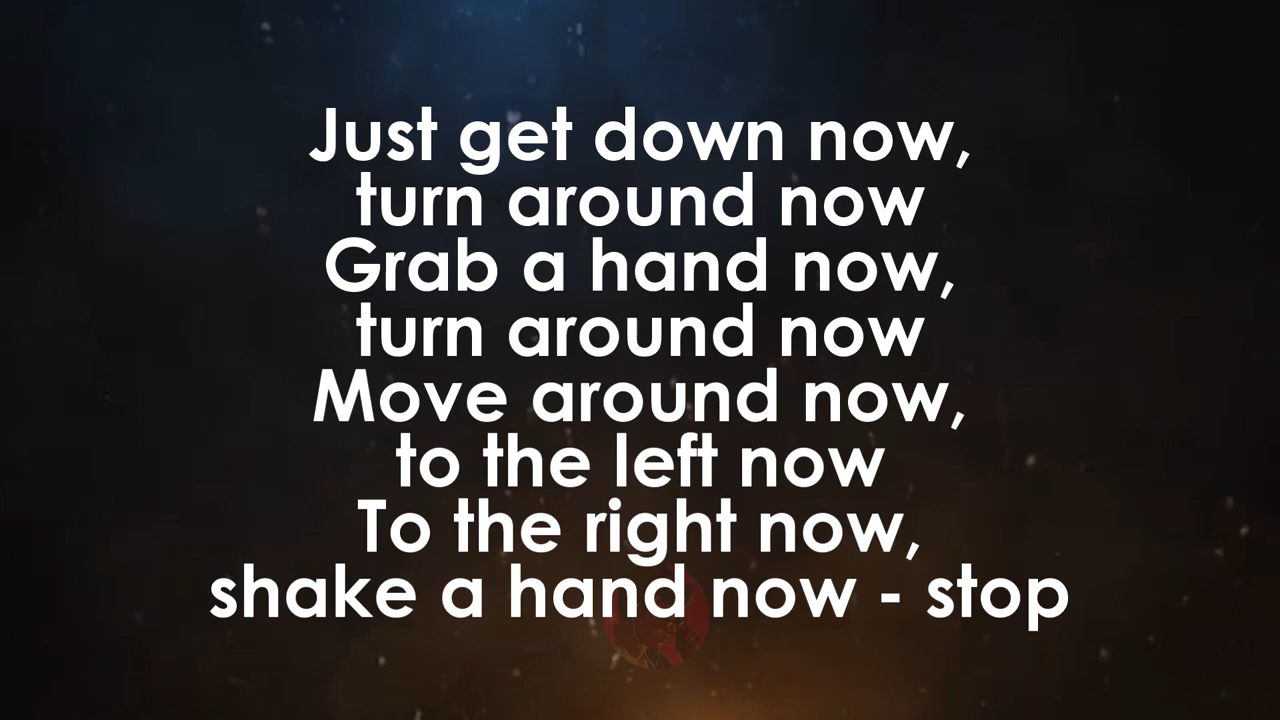 Just get down now,
turn around now
Grab a hand now,
turn around now
Move around now,
to the left now
To the right now,
shake a hand now - stop